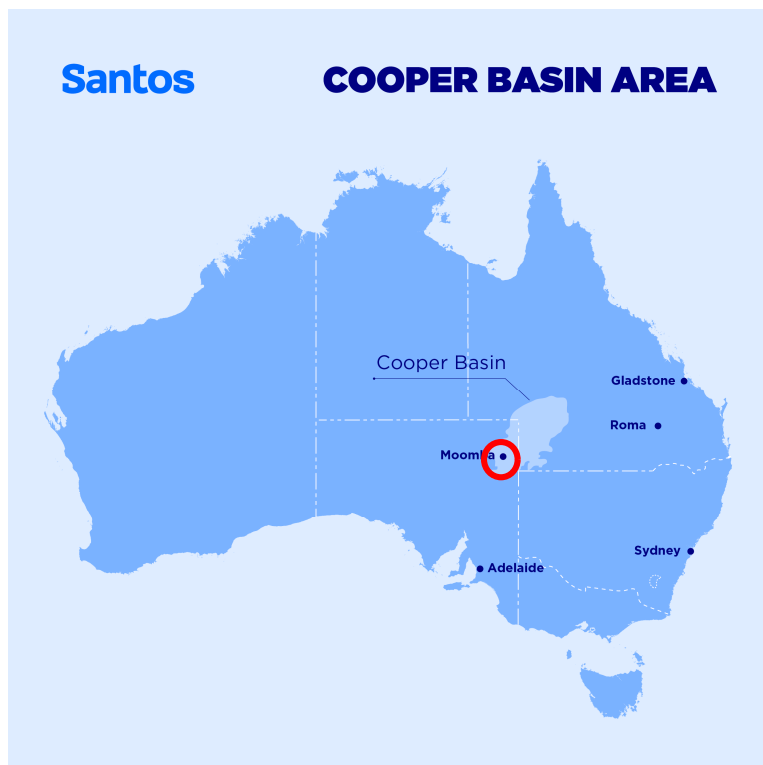 Santos
COOPER BASIN AREA
Cooper Basin
Gladstone
Roma
Moomba
Sydney
Adelaide